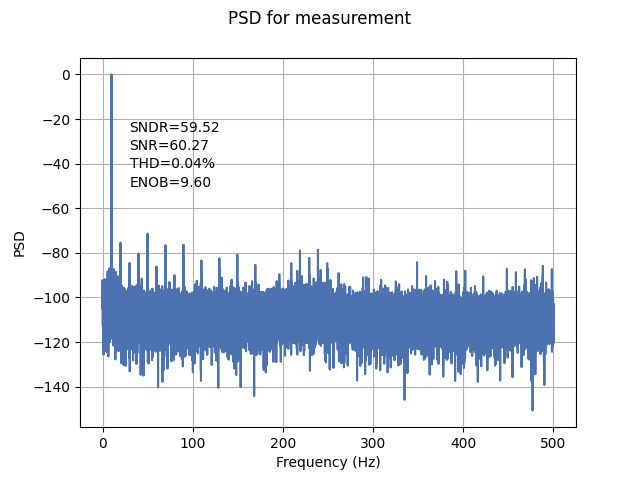 PSD for measurement
0
−20
−40
−60
−80
−100
−120
−140
PSD
SNDR=59.52
SNR=60.27
THD=0.04%
ENOB=9.60
0
100
200
300
400
500
Frequency (Hz)